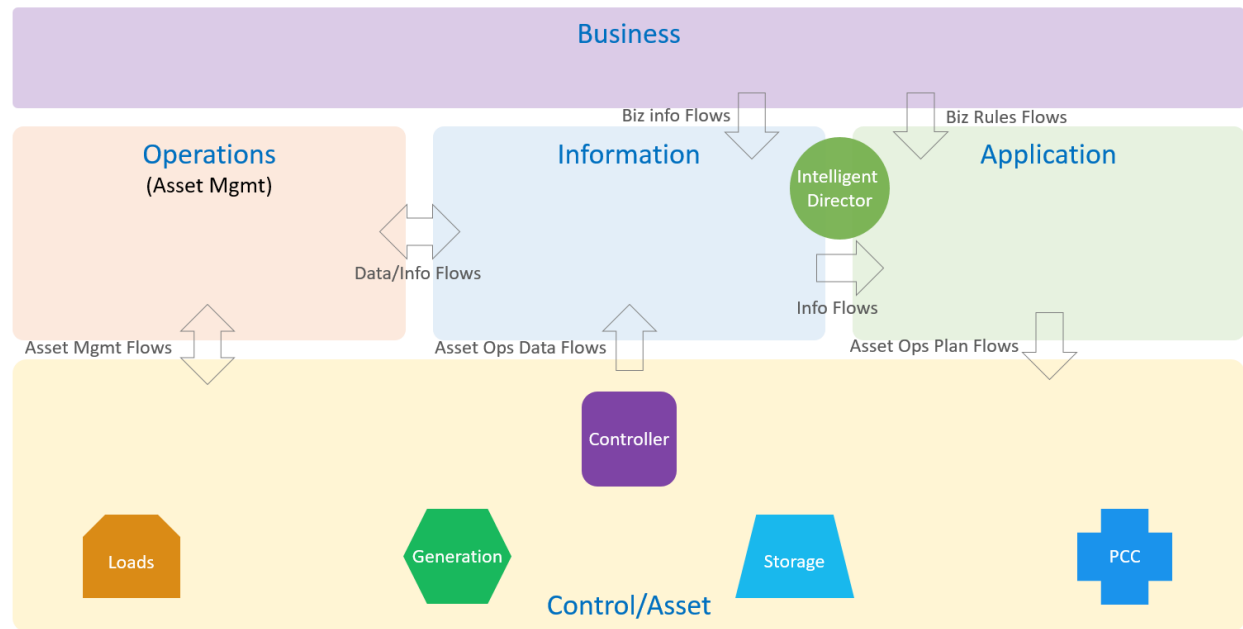 Business
Biz info Flows
Biz Rules Flows
Operations
(Asset Mgmt)
Information
Intelligent
Director
Application
Data/Info Flows
Info Flows
Asset Mgmt Flows
Asset Ops Data Flows
Asset Ops Plan Flows
Controller
Loads
Generation
Storage
PCC
Control/Asset